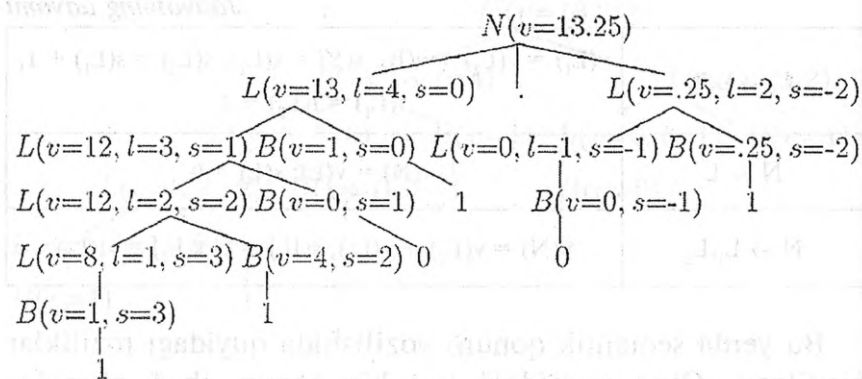 N(v=13.25)
L(v=13, l=4, s=0) . L(v=.25, l=2, s=-2)
L(v=12, l=3, s=1) B(v=1, s=0) L(v=0, l=1, s=-1) B(v=.25, s=-2)
L(v=12, l=2, s=2) B(v=0, s=1) 1 B(v=0, s=-1) 1
L(v=8, l=1, s=3) B(v=4, s=2) 0 0
B(v=1, s=3) 1
1